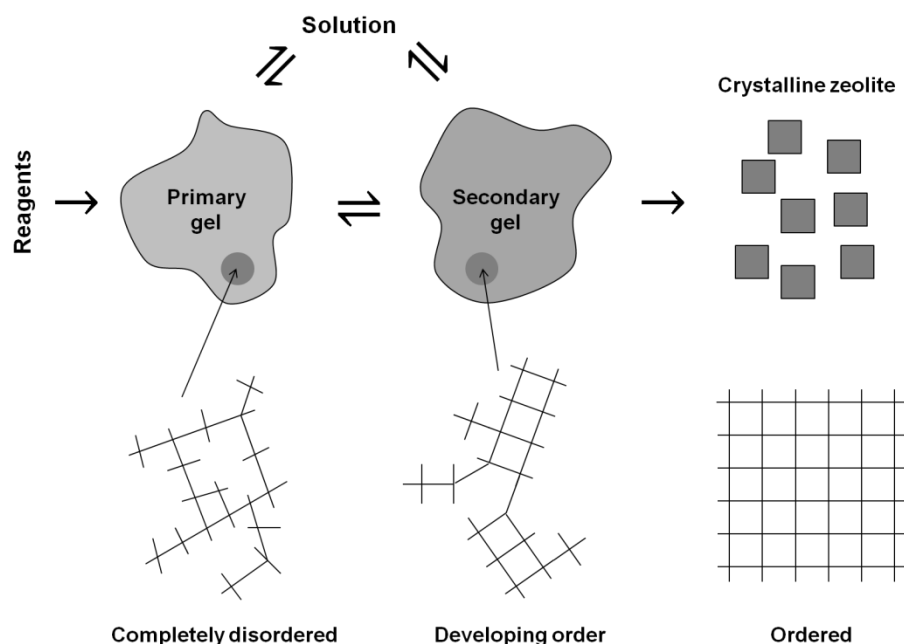 Solution
Crystalline zeolite
Reagents
Primary
gel
Secondary
gel
Completely disordered
Developing order
Ordered